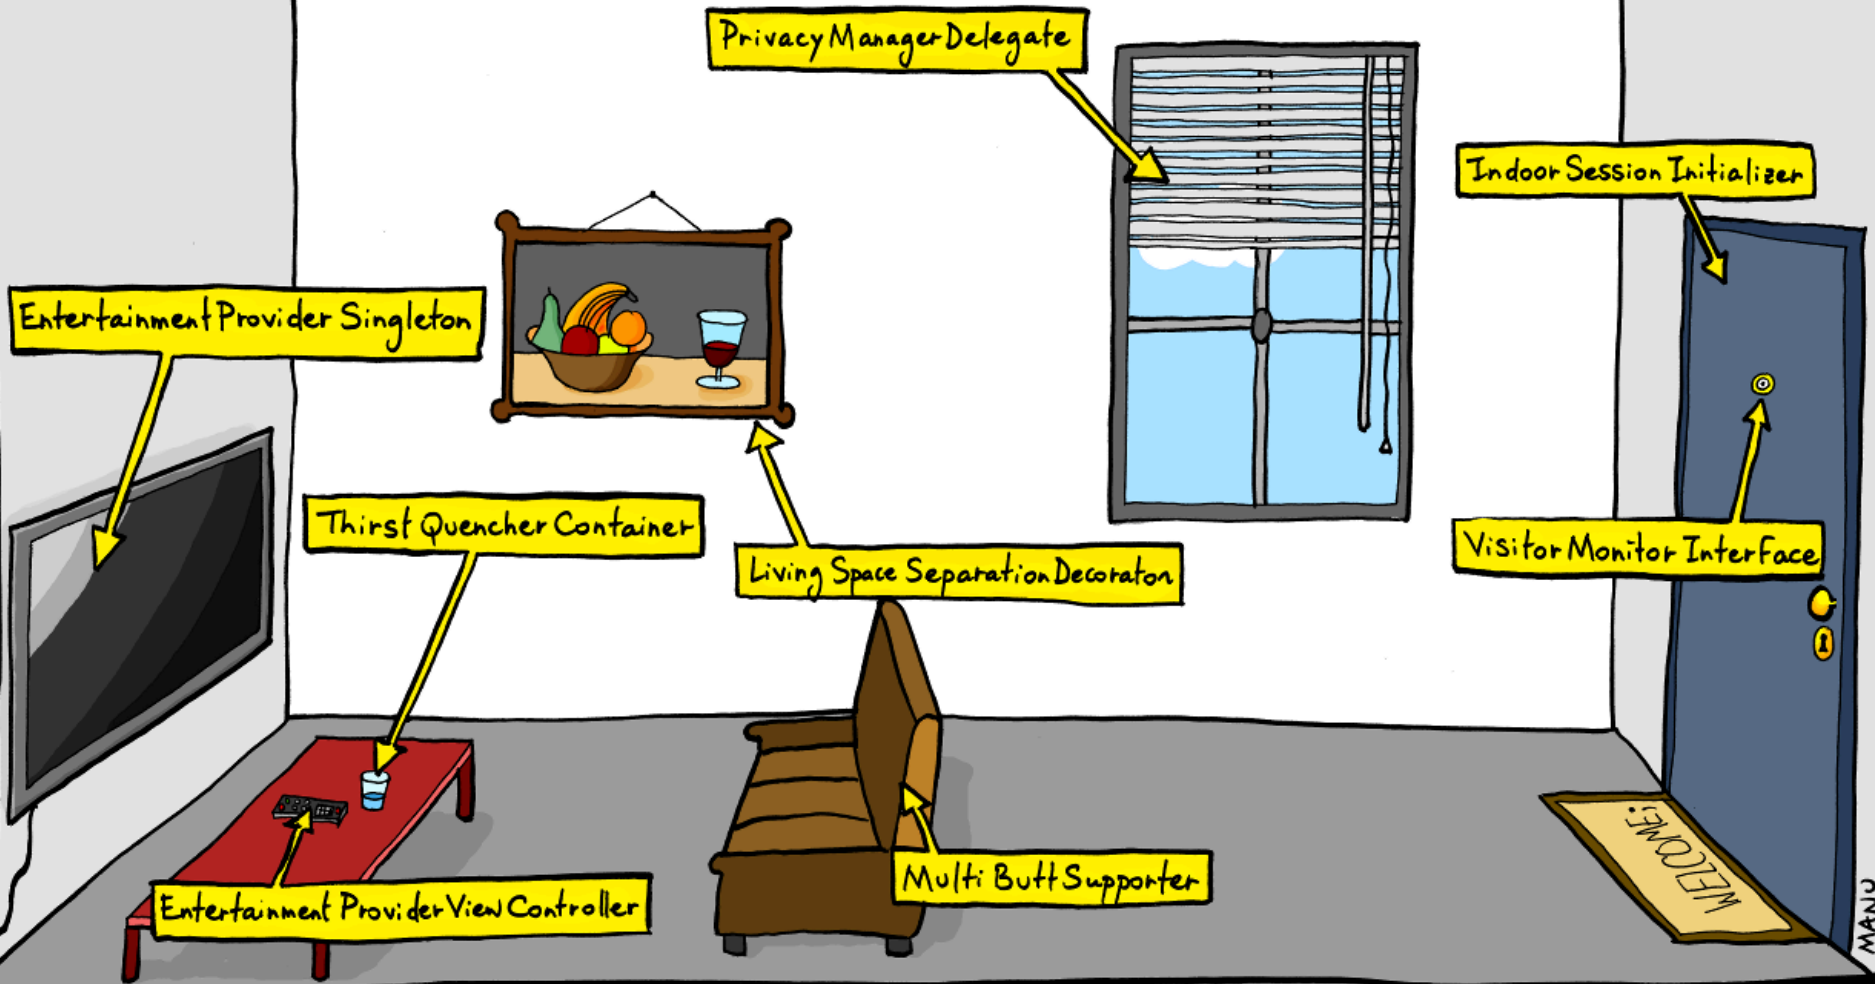 Privacy Manager Delegate
Indoor Session Initializer
Entertainment Provider Singleton
Thirst Quencher Container
Living Space Separation Decorator
Visitor Monitor Interface
Multi Butt Supporter
Entertainment Provider View Controller
WELCOME!
MANU